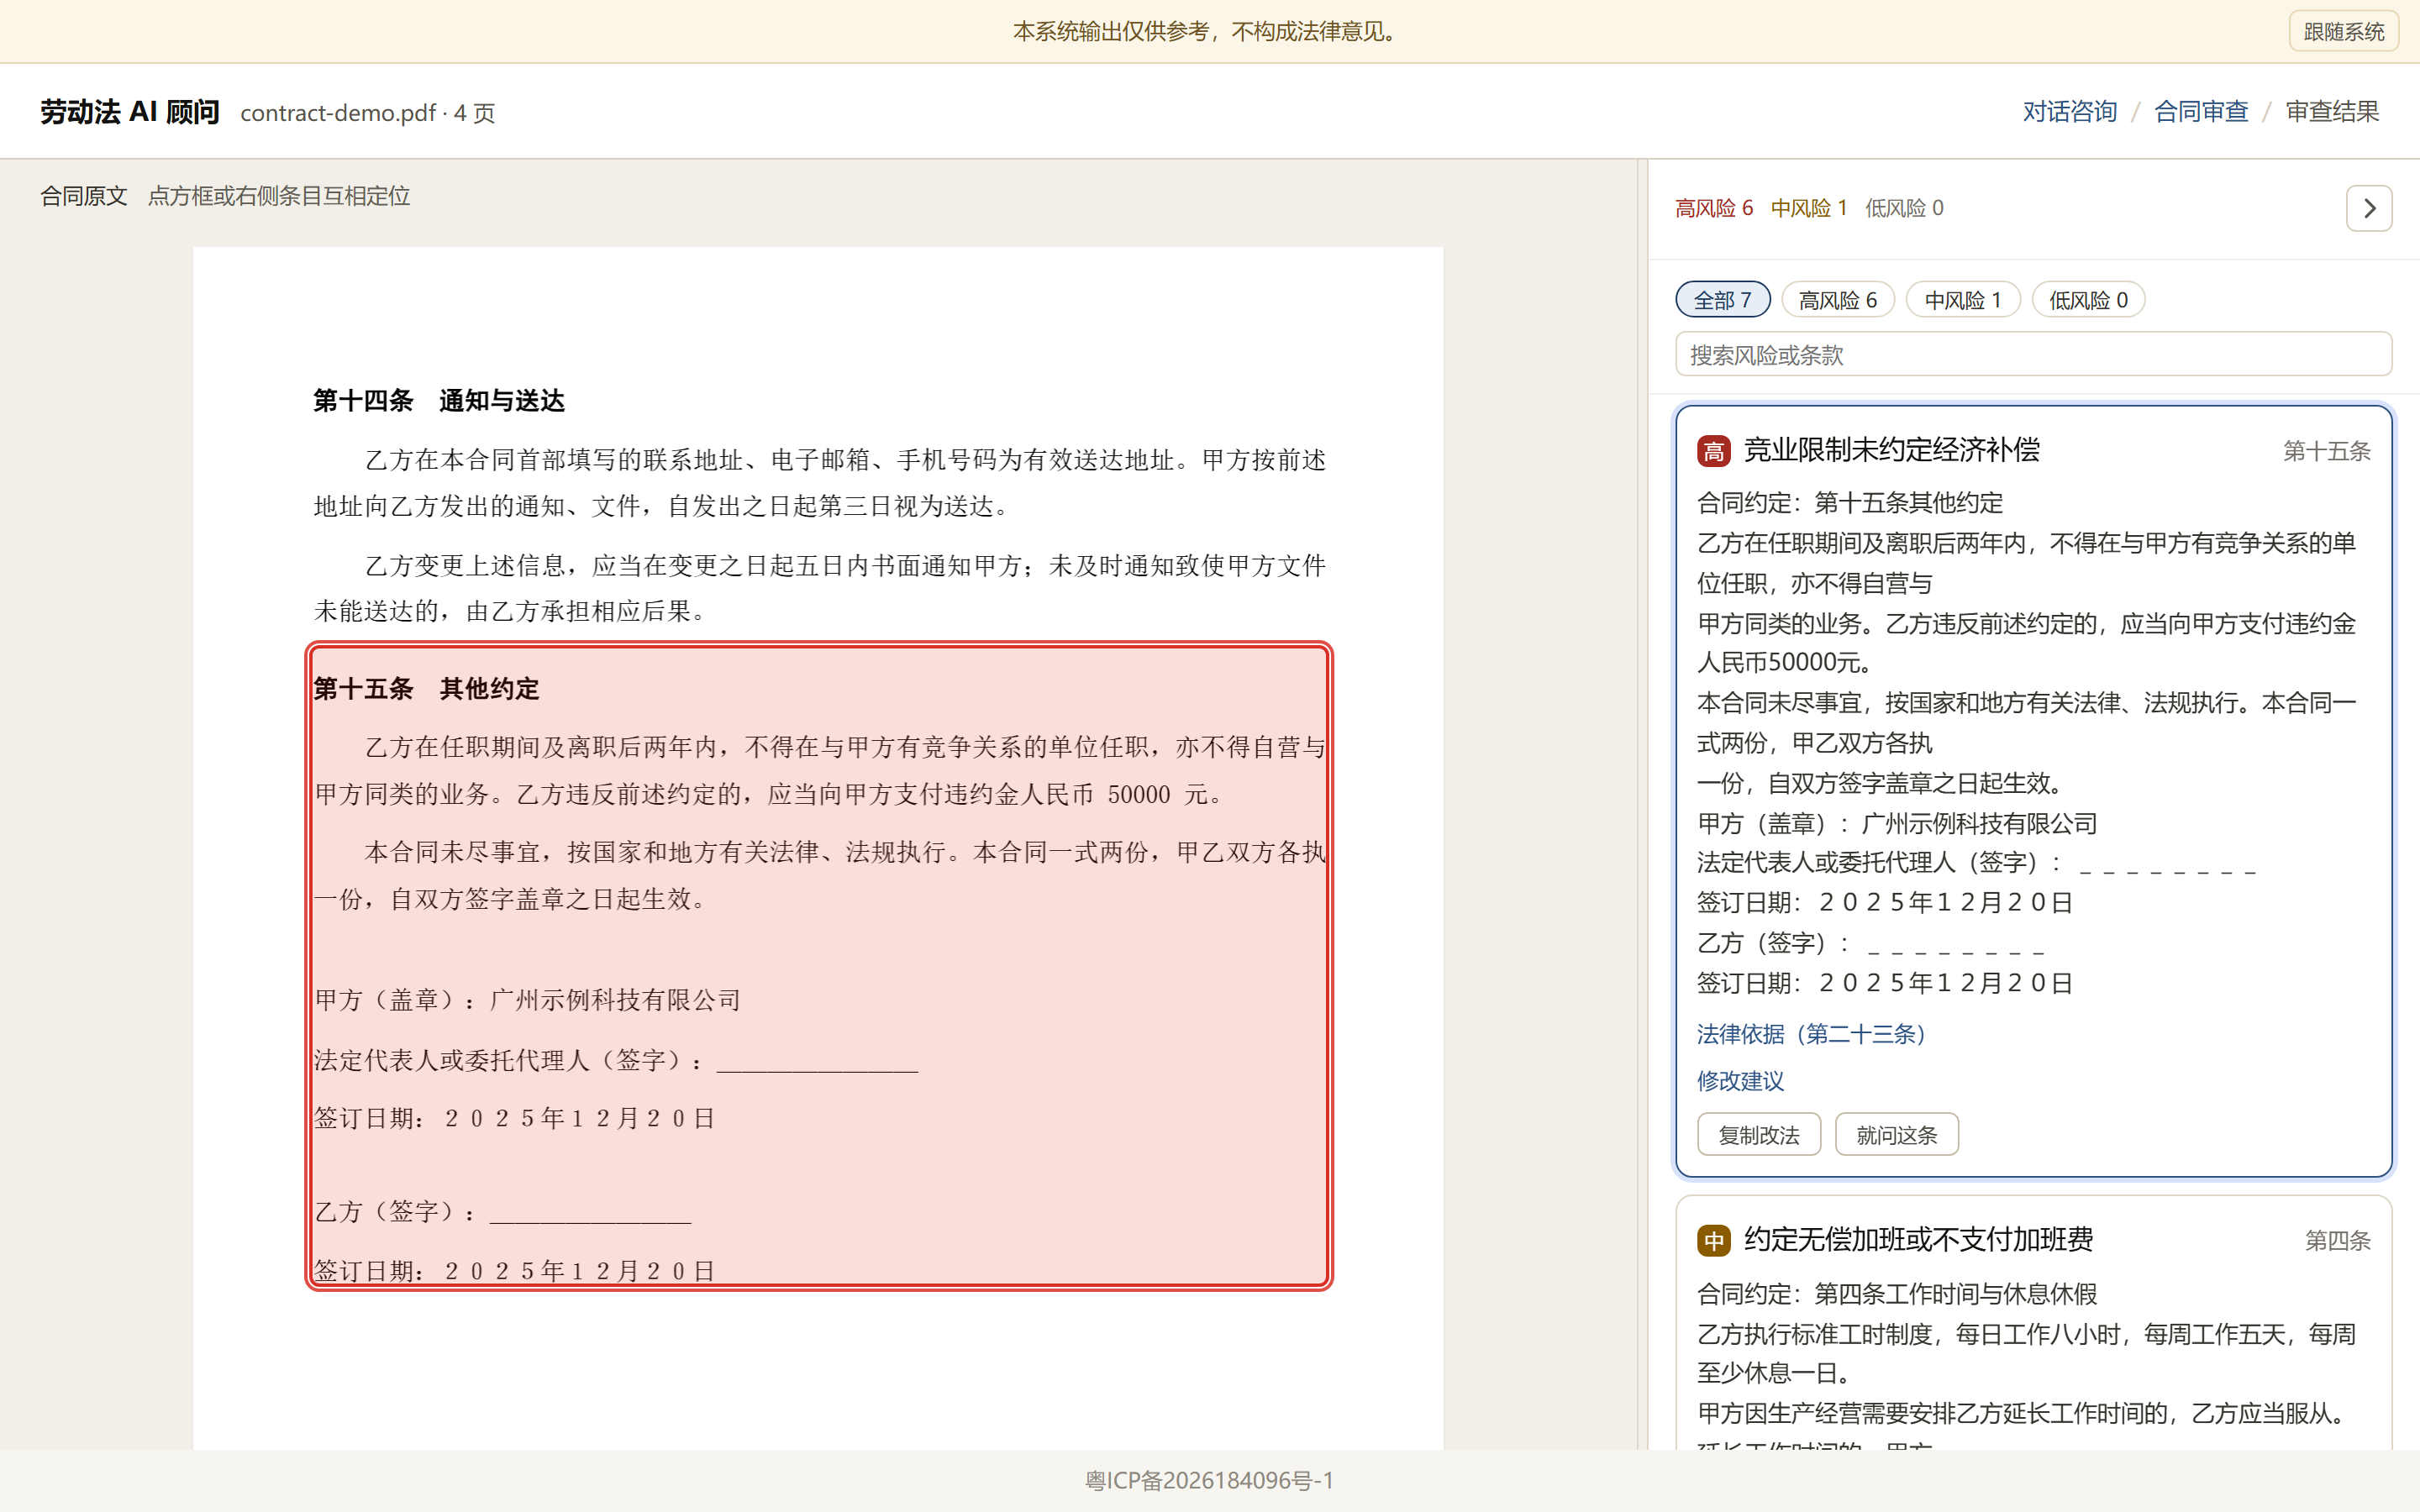 本系统输出仅供参考，不构成法律意见。
跟随系统
劳动法 AI 顾问
contract-demo.pdf · 4 页
对话咨询 / 合同审查 / 审查结果
合同原文 点方框或右侧条目互相定位
第十四条 通知与送达
乙方在本合同首部填写的联系地址、电子邮箱、手机号码为有效送达地址。甲方按前述
地址向乙方发出的通知、文件，自发出之日起第三日视为送达。
乙方变更上述信息，应当在变更之日起五日内书面通知甲方；未及时通知致使甲方文件
未能送达的，由乙方承担相应后果。
第十五条 其他约定
乙方在任职期间及离职后两年内，不得在与甲方有竞争关系的单位任职，亦不得自营与
甲方同类的业务。乙方违反前述约定的，应当向甲方支付违约金人民币 50000 元。
本合同未尽事宜，按国家和地方有关法律、法规执行。本合同一式两份，甲乙双方各执
一份，自双方签字盖章之日起生效。
甲方（盖章）：广州示例科技有限公司
法定代表人或委托代理人（签字）：________________
签订日期：２０２５年１２月２０日
乙方（签字）：________________
签订日期：２０２５年１２月２０日
高风险 6 中风险 1 低风险 0
全部 7 高风险 6 中风险 1 低风险 0
搜索风险或条款
高 竞业限制未约定经济补偿 第十五条
合同约定：第十五条其他约定
乙方在任职期间及离职后两年内，不得在与甲方有竞争关系的单
位任职，亦不得自营与
甲方同类的业务。乙方违反前述约定的，应当向甲方支付违约金
人民币50000元。
本合同未尽事宜，按国家和地方有关法律、法规执行。本合同一
式两份，甲乙双方各执
一份，自双方签字盖章之日起生效。
甲方（盖章）：广州示例科技有限公司
法定代表人或委托代理人（签字）：＿＿＿＿＿＿＿＿
签订日期：２０２５年１２月２０日
乙方（签字）：＿＿＿＿＿＿＿＿
签订日期：２０２５年１２月２０日
法律依据（第二十三条）
修改建议
复制改法 就问这条
中 约定无偿加班或不支付加班费 第四条
合同约定：第四条工作时间与休息休假
乙方执行标准工时制度，每日工作八小时，每周工作五天，每周
至少休息一日。
甲方因生产经营需要安排乙方延长工作时间的，乙方应当服从。
延长工作时间的，甲方
粤ICP备2026184096号-1